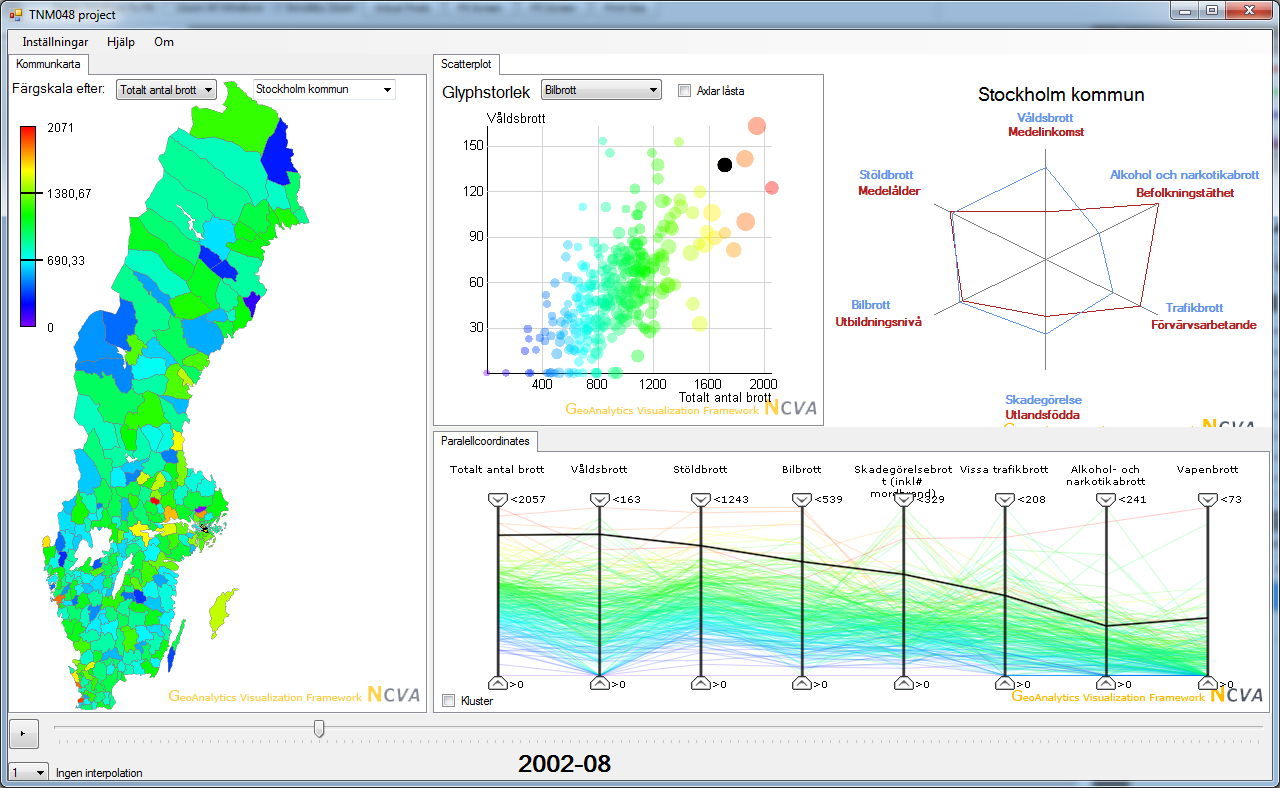 TNM048 project
Inställningar Hjälp Om
Kommunkarta
Färgskala efter: Totalt antal brott Stockholm kommun
2071
1380,67
690,33
0
GeoAnalytics Visualization Framework NCVA
Scatterplot
Glyphstorlek Bilbrott Axlar låsta
Våldsbrott
150
120
90
60
30
400 800 1200 1600 2000
Totalt antal brott
GeoAnalytics Visualization Framework NCVA
Stockholm kommun
Våldsbrott
Medelinkomst
Stöldbrott
Medelålder
Alkohol och narkotikabrott
Befolkningstäthet
Bilbrott
Utbildningsnivå
Trafikbrott
Förvärvsarbetande
Skadegörelse
Utlandsfödda
NCVA
Parallellcoordinates
Totalt antal brott Våldsbrott Stöldbrott Bilbrott Skadegörelsebrot Vissa trafikbrott Alkohol- och Vapenbrott
t (inkl# narkotikabrott
mordbrand)
<2057 <163 <1243 <539 <329 <208 <241 <73
>0 >0 >0 >0 >0 >0 >0 >0
GeoAnalytics Visualization Framework NCVA
Kluster
2002-08
1 Ingen interpolation